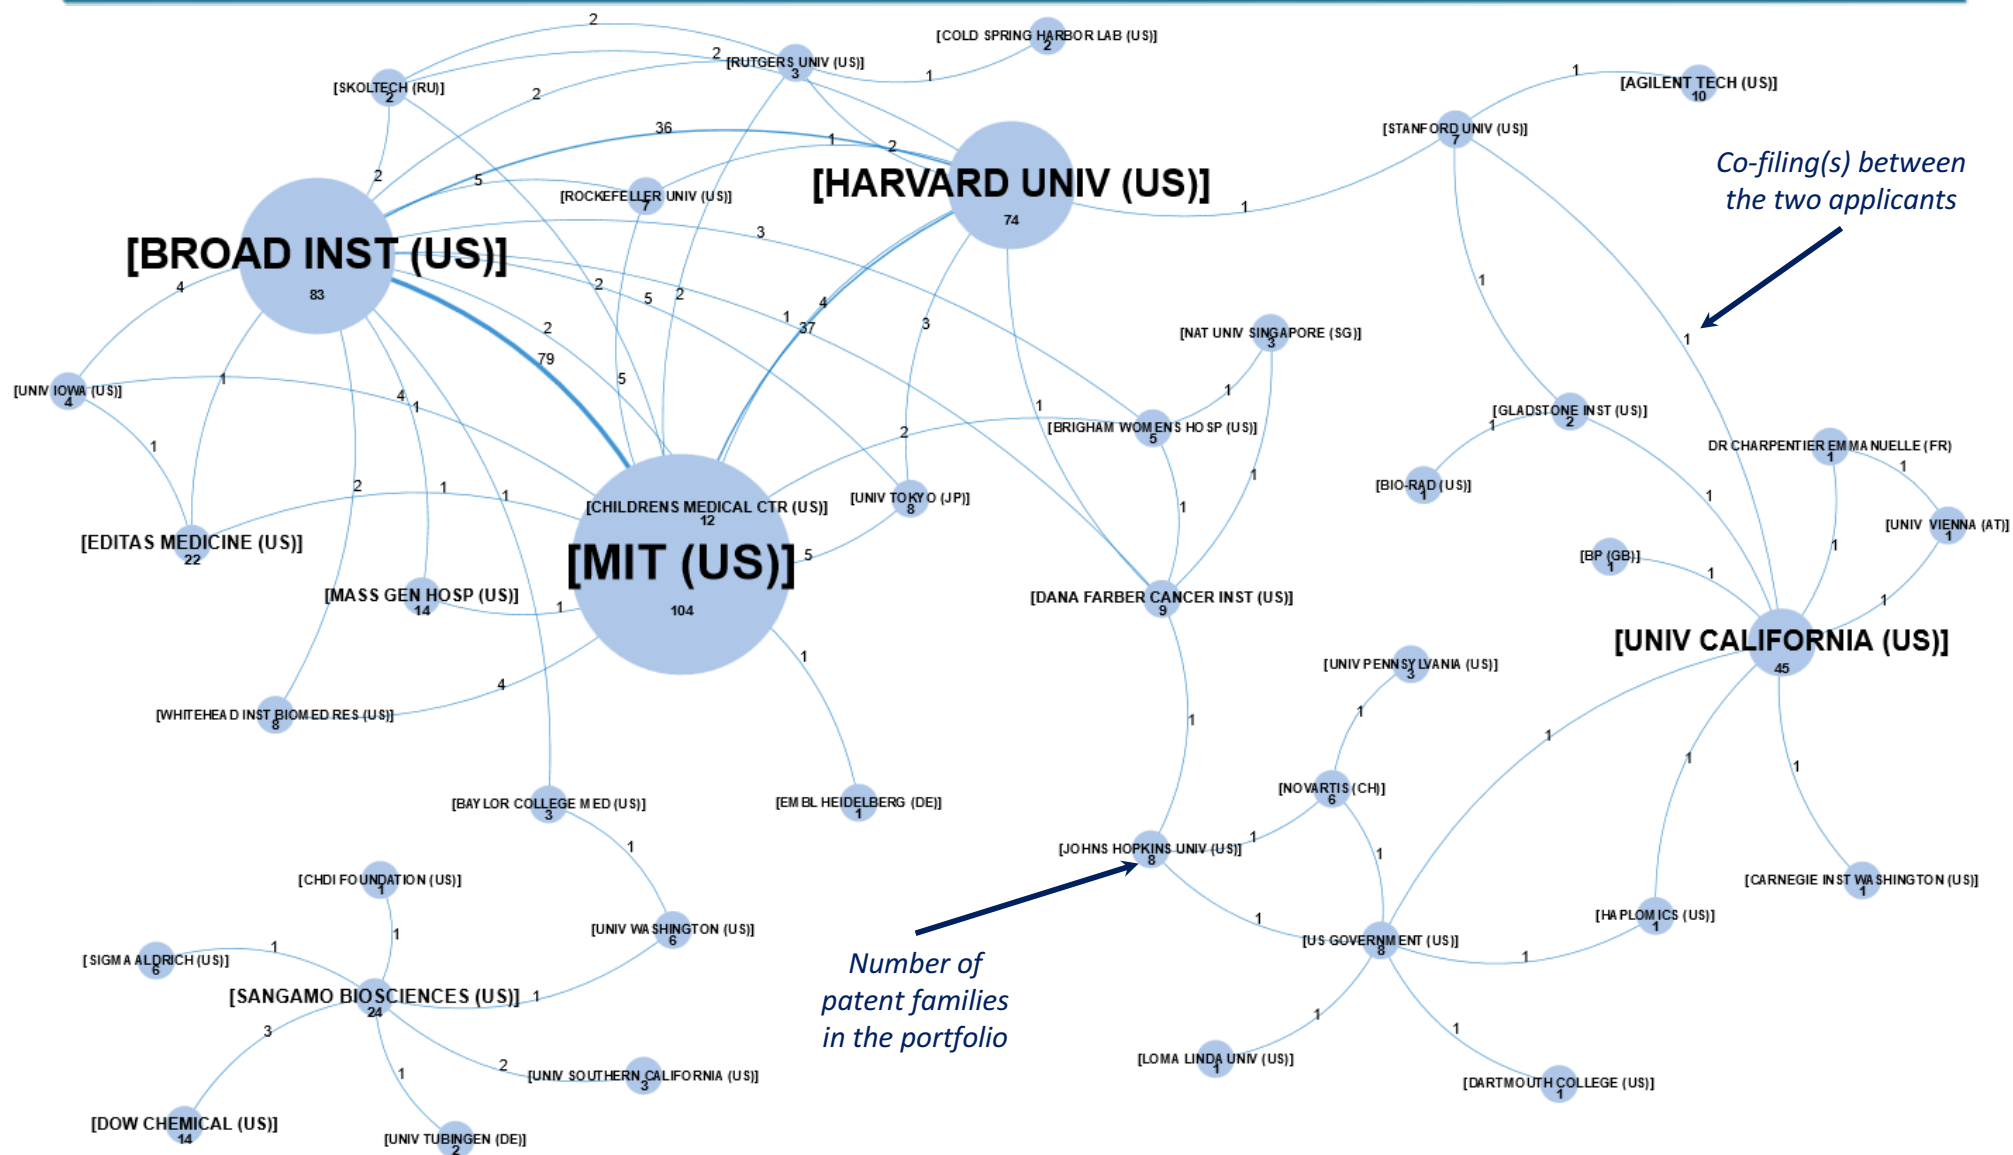 2
[COLD SPRING HARBOR LAB (US)]
2
2
[RUTGERS UNIV (US)]
3
1
1
[AGILENT TECH (US)]
10
[SKOLTECH (RU)]
2
2
36
1
2
[STANFORD UNIV (US)]
7
Co-filing(s) between
the two applicants
2
5
[ROCKEFELLER UNIV (US)]
7
[HARVARD UNIV (US)]
74
1
3
[BROAD INST (US)]
83
4
2
5
2
1
1
4
37
3
2
79
1
[NAT UNIV SINGAPORE (SG)]
3
1
[UNIV IOWA (US)]
4
1
5
4
1
1
1
[BRIGHAM WOMENS HOSP (US)]
5
2
[GLADSTONE INST (US)]
2
1
DR CHARPENTIER EMMANUELLE (FR)
1
1
1
1
[BIO-RAD (US)]
1
2
1
1
[CHILDRENS MEDICAL CTR (US)]
12
[UNIV TOKYO (JP)]
8
1
1
[UNIV VIENNA (AT)]
1
[EDITAS MEDICINE (US)]
22
[MIT (US)]
104
5
[BP (GB)]
1
1
1
[MASS GEN HOSP (US)]
14
1
[DANA FARBER CANCER INST (US)]
9
1
[UNIV CALIFORNIA (US)]
45
1
[UNIV PENNSYLVANIA (US)]
3
4
[WHITEHEAD INST BIOMED RES (US)]
8
1
1
1
1
1
[BAYLOR COLLEGE MED (US)]
3
[EMBL HEIDELBERG (DE)]
1
[NOVARTIS (CH)]
6
1
1
[JOHNS HOPKINS UNIV (US)]
8
1
1
[CHDI FOUNDATION (US)]
1
[CARNEGIE INST WASHINGTON (US)]
1
[HAPLOMICS (US)]
1
1
1
[UNIV WASHINGTON (US)]
6
[US GOVERNMENT (US)]
8
1
1
[SIGMA ALDRICH (US)]
6
Number of
patent families
in the portfolio
[SANGAMO BIOSCIENCES (US)]
24
1
3
1
1
1
2
[UNIV SOUTHERN CALIFORNIA (US)]
3
[LOMA LINDA UNIV (US)]
1
[DARTMOUTH COLLEGE (US)]
1
[DOW CHEMICAL (US)]
14
[UNIV TUBINGEN (DE)]
2